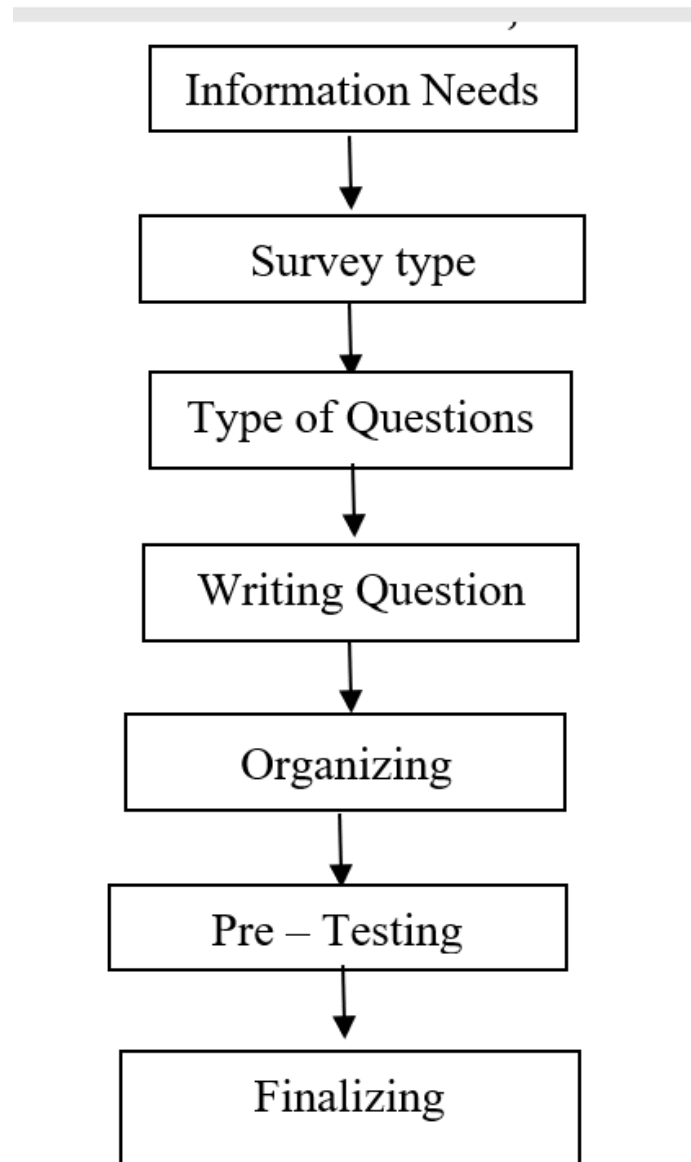 Information Needs
Survey type
Type of Questions
Writing Question
Organizing
Pre – Testing
Finalizing